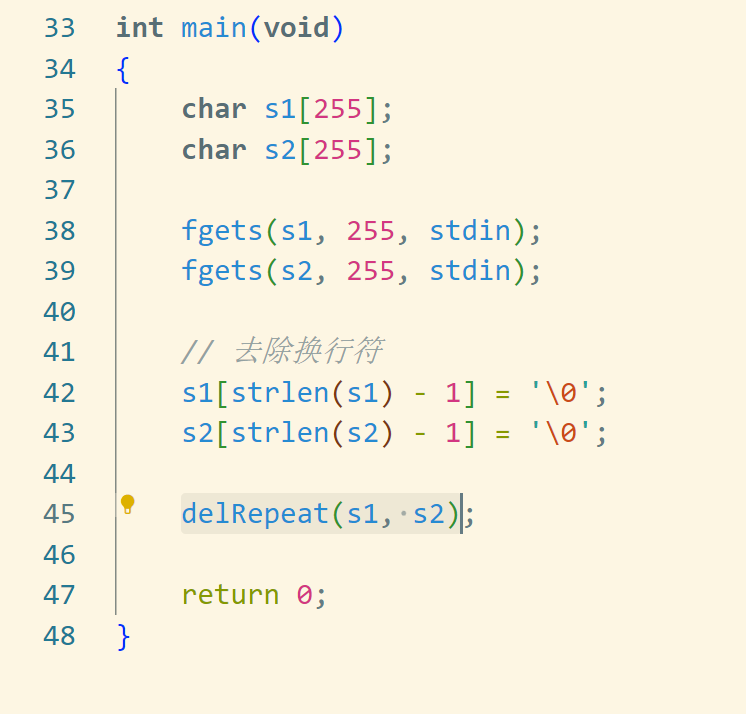 33 int main(void)
34 {
35     char s1[255];
36     char s2[255];
37
38     fgets(s1, 255, stdin);
39     fgets(s2, 255, stdin);
40
41     // 去除换行符
42     s1[strlen(s1) - 1] = '\0';
43     s2[strlen(s2) - 1] = '\0';
44
45     delRepeat(s1, s2);
46
47     return 0;
48 }